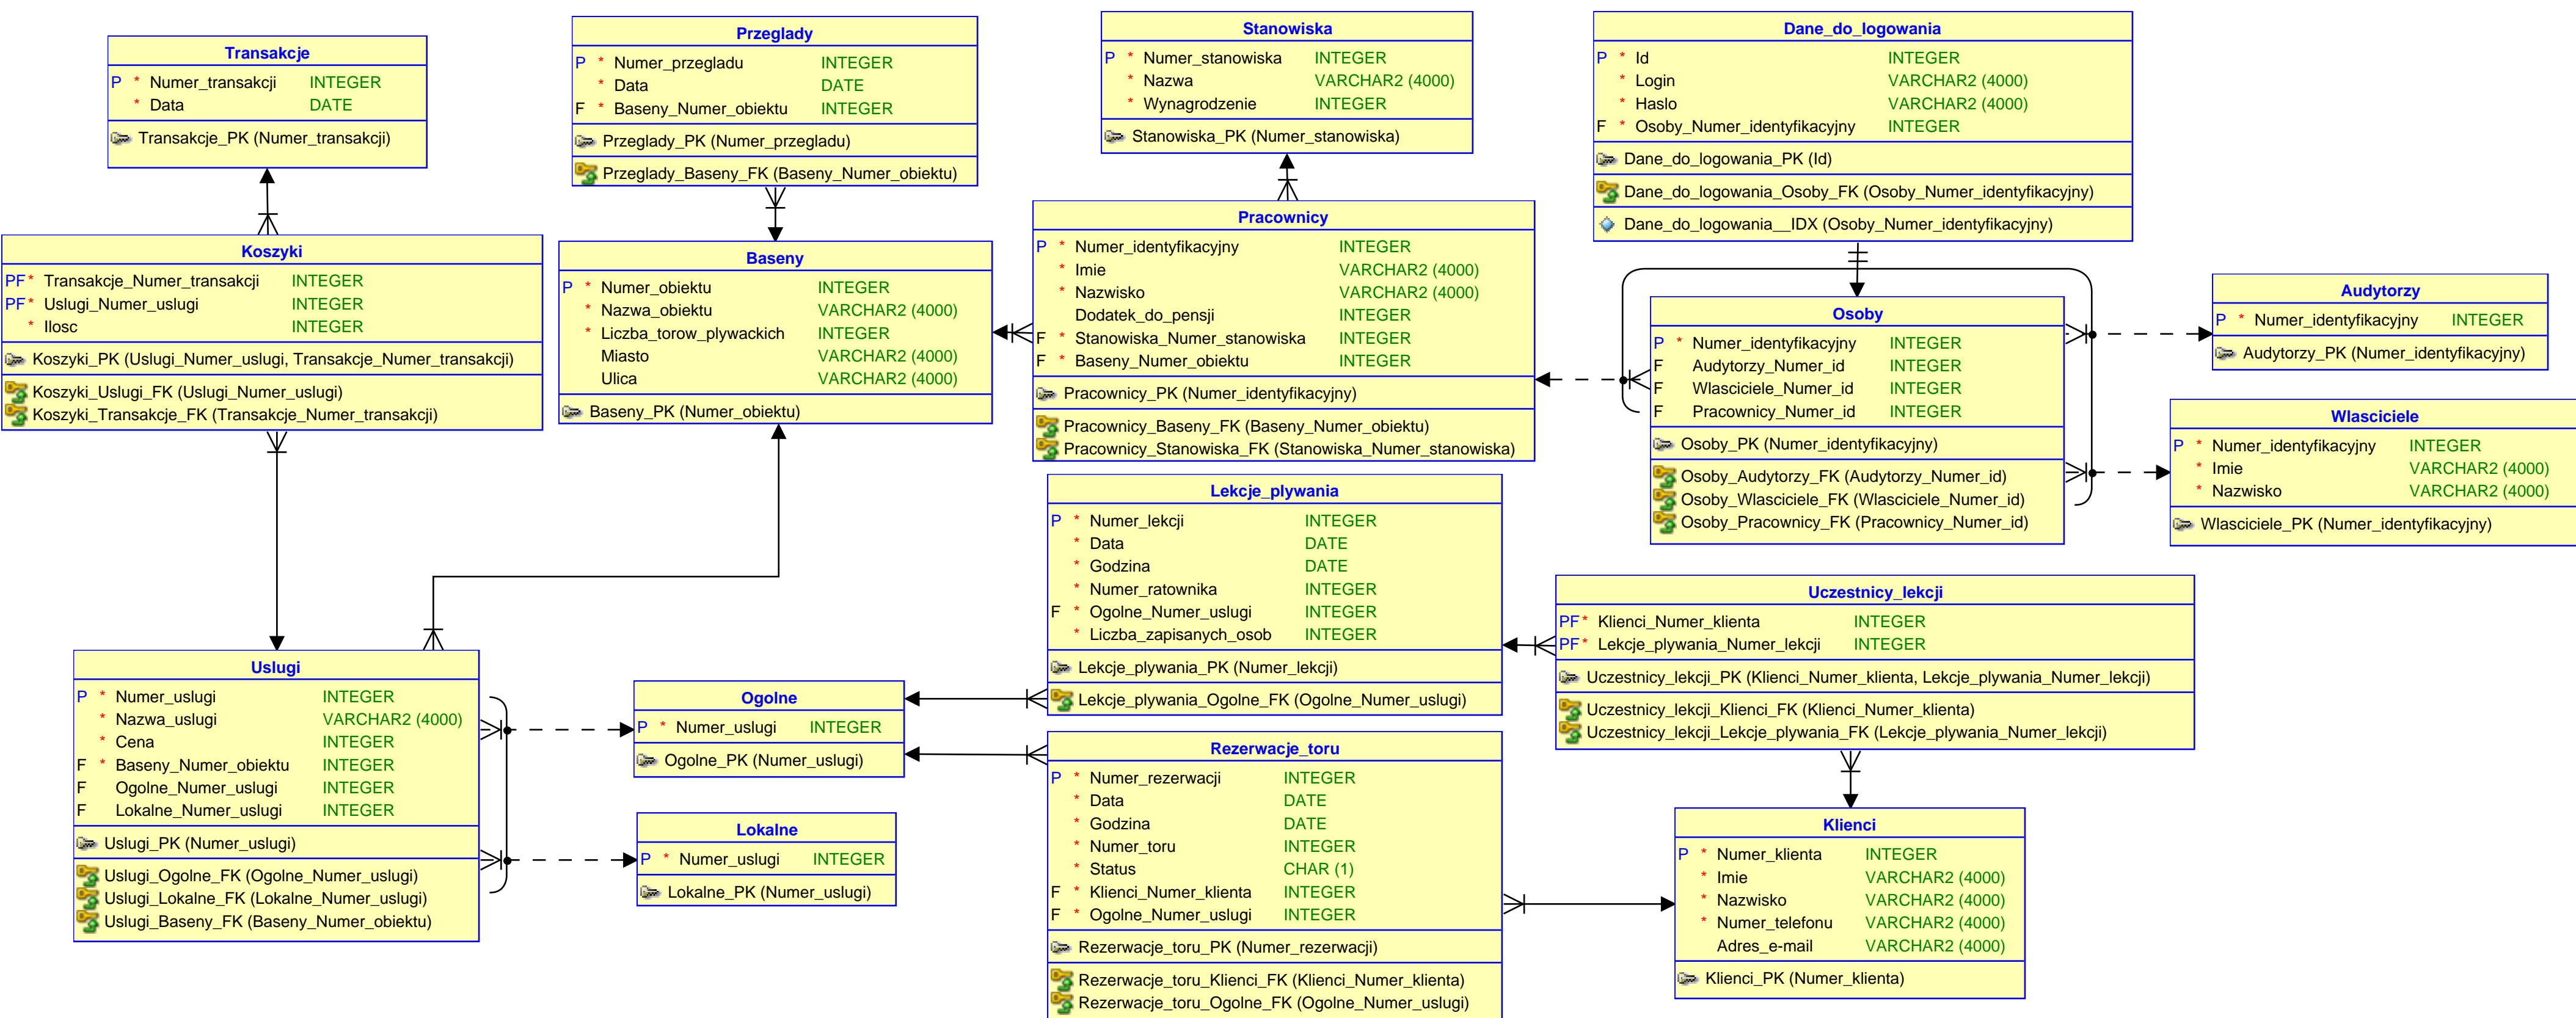 Transakcje
P * Numer_transakcji INTEGER
* Data DATE
Transakcje_PK (Numer_transakcji)
Przeglady
P * Numer_przegladu INTEGER
* Data DATE
F * Baseny_Numer_obiektu INTEGER
Przeglady_PK (Numer_przegladu)
Przeglady_Baseny_FK (Baseny_Numer_obiektu)
Stanowiska
P * Numer_stanowiska INTEGER
* Nazwa VARCHAR2 (4000)
* Wynagrodzenie INTEGER
Stanowiska_PK (Numer_stanowiska)
Dane_do_logowania
P * Id INTEGER
* Login VARCHAR2 (4000)
* Haslo VARCHAR2 (4000)
F * Osoby_Numer_identyfikacyjny INTEGER
Dane_do_logowania_PK (Id)
Dane_do_logowania_Osoby_FK (Osoby_Numer_identyfikacyjny)
Dane_do_logowania__IDX (Osoby_Numer_identyfikacyjny)
Koszyki
PF* Transakcje_Numer_transakcji INTEGER
PF* Uslugi_Numer_uslugi INTEGER
* Ilosc INTEGER
Koszyki_PK (Uslugi_Numer_uslugi, Transakcje_Numer_transakcji)
Koszyki_Uslugi_FK (Uslugi_Numer_uslugi)
Koszyki_Transakcje_FK (Transakcje_Numer_transakcji)
Baseny
P * Numer_obiektu INTEGER
* Nazwa_obiektu VARCHAR2 (4000)
* Liczba_torow_plywackich INTEGER
Miasto VARCHAR2 (4000)
Ulica VARCHAR2 (4000)
Baseny_PK (Numer_obiektu)
Pracownicy
P * Numer_identyfikacyjny INTEGER
* Imie VARCHAR2 (4000)
* Nazwisko VARCHAR2 (4000)
Dodatek_do_pensji INTEGER
F * Stanowiska_Numer_stanowiska INTEGER
F * Baseny_Numer_obiektu INTEGER
Pracownicy_PK (Numer_identyfikacyjny)
Pracownicy_Baseny_FK (Baseny_Numer_obiektu)
Pracownicy_Stanowiska_FK (Stanowiska_Numer_stanowiska)
Osoby
P * Numer_identyfikacyjny INTEGER
F Audytorzy_Numer_id INTEGER
F Wlasciciele_Numer_id INTEGER
F Pracownicy_Numer_id INTEGER
Osoby_PK (Numer_identyfikacyjny)
Osoby_Audytorzy_FK (Audytorzy_Numer_id)
Osoby_Wlasciciele_FK (Wlasciciele_Numer_id)
Osoby_Pracownicy_FK (Pracownicy_Numer_id)
Audytorzy
P * Numer_identyfikacyjny INTEGER
Audytorzy_PK (Numer_identyfikacyjny)
Wlasciciele
P * Numer_identyfikacyjny INTEGER
* Imie VARCHAR2 (4000)
* Nazwisko VARCHAR2 (4000)
Wlasciciele_PK (Numer_identyfikacyjny)
Lekcje_plywania
P * Numer_lekcji INTEGER
* Data DATE
* Godzina DATE
* Numer_ratownika INTEGER
F * Ogolne_Numer_uslugi INTEGER
* Liczba_zapisanych_osob INTEGER
Lekcje_plywania_PK (Numer_lekcji)
Lekcje_plywania_Ogolne_FK (Ogolne_Numer_uslugi)
Uczestnicy_lekcji
PF* Klienci_Numer_klienta INTEGER
PF* Lekcje_plywania_Numer_lekcji INTEGER
Uczestnicy_lekcji_PK (Klienci_Numer_klienta, Lekcje_plywania_Numer_lekcji)
Uczestnicy_lekcji_Klienci_FK (Klienci_Numer_klienta)
Uczestnicy_lekcji_Lekcje_plywania_FK (Lekcje_plywania_Numer_lekcji)
Uslugi
P * Numer_uslugi INTEGER
* Nazwa_uslugi VARCHAR2 (4000)
* Cena INTEGER
F * Baseny_Numer_obiektu INTEGER
F Ogolne_Numer_uslugi INTEGER
F Lokalne_Numer_uslugi INTEGER
Uslugi_PK (Numer_uslugi)
Uslugi_Ogolne_FK (Ogolne_Numer_uslugi)
Uslugi_Lokalne_FK (Lokalne_Numer_uslugi)
Uslugi_Baseny_FK (Baseny_Numer_obiektu)
Ogolne
P * Numer_uslugi INTEGER
Ogolne_PK (Numer_uslugi)
Lokalne
P * Numer_uslugi INTEGER
Lokalne_PK (Numer_uslugi)
Rezerwacje_toru
P * Numer_rezerwacji INTEGER
* Data DATE
* Godzina DATE
* Numer_toru INTEGER
* Status CHAR (1)
F * Klienci_Numer_klienta INTEGER
F * Ogolne_Numer_uslugi INTEGER
Rezerwacje_toru_PK (Numer_rezerwacji)
Rezerwacje_toru_Klienci_FK (Klienci_Numer_klienta)
Rezerwacje_toru_Ogolne_FK (Ogolne_Numer_uslugi)
Klienci
P * Numer_klienta INTEGER
* Imie VARCHAR2 (4000)
* Nazwisko VARCHAR2 (4000)
* Numer_telefonu VARCHAR2 (4000)
Adres_e-mail VARCHAR2 (4000)
Klienci_PK (Numer_klienta)